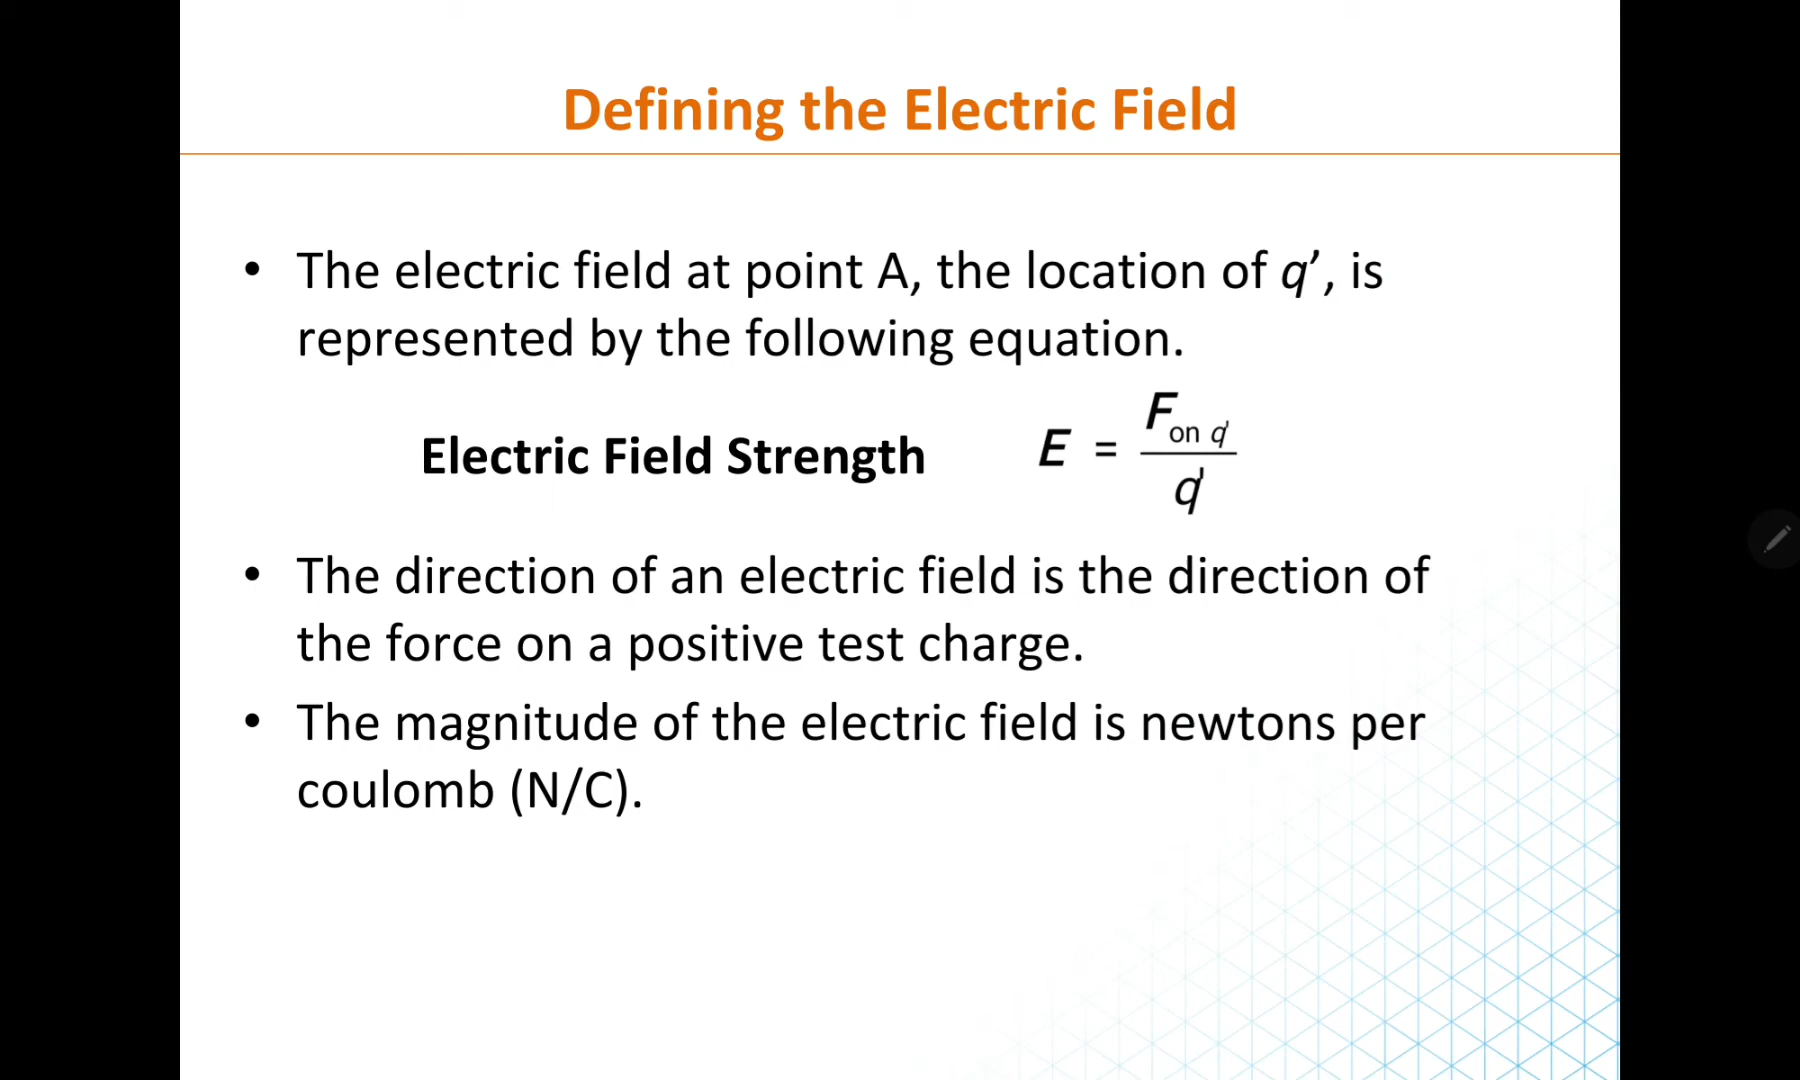 Defining the Electric Field
• The electric field at point A, the location of q’, is
represented by the following equation.
Electric Field Strength E = F on q' / q'
• The direction of an electric field is the direction of
the force on a positive test charge.
• The magnitude of the electric field is newtons per
coulomb (N/C).